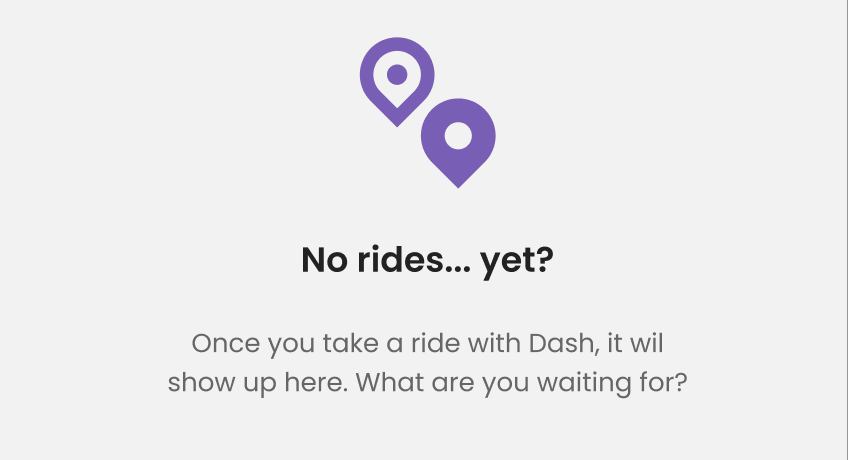 No rides... yet?
Once you take a ride with Dash, it wil
show up here. What are you waiting for?